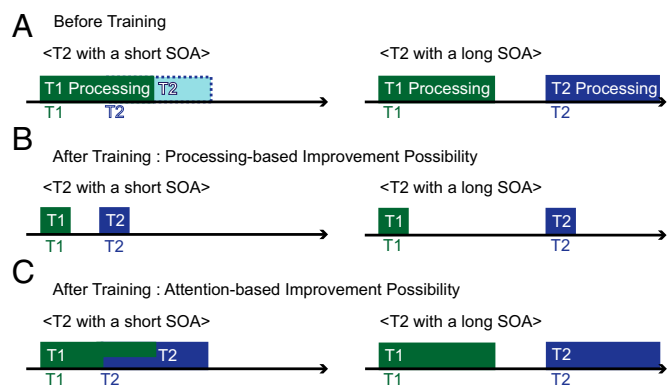 A
Before Training
<T2 with a short SOA>
<T2 with a long SOA>
T1 Processing T2
T1 Processing
T2 Processing
T1
T2
T1
T2
B
After Training : Processing-based Improvement Possibility
<T2 with a short SOA>
<T2 with a long SOA>
T1
T2
T1
T2
T1
T2
T1
T2
C
After Training : Attention-based Improvement Possibility
<T2 with a short SOA>
<T2 with a long SOA>
T1
T2
T1
T2
T1
T2
T1
T2